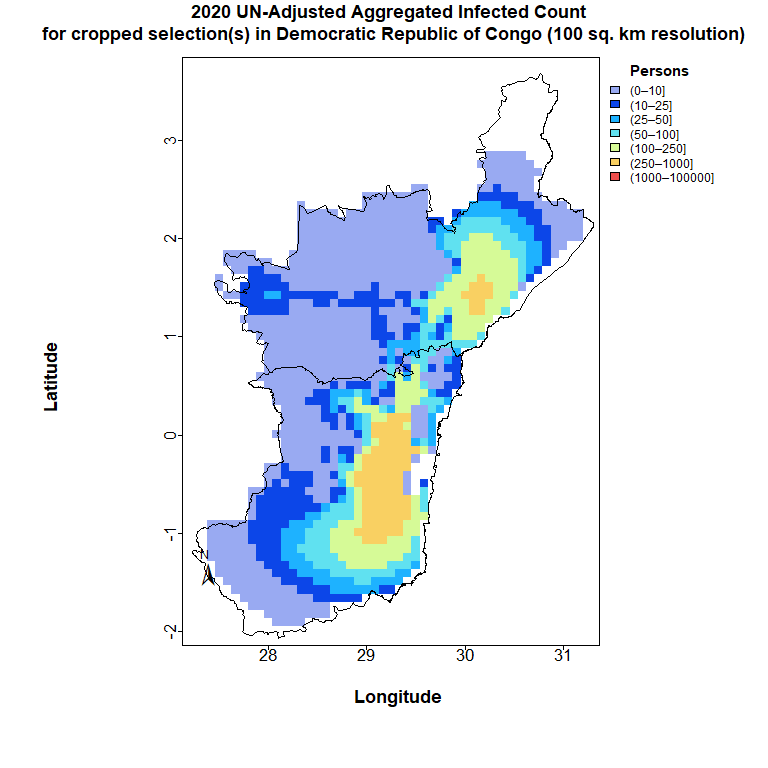 2020 UN-Adjusted Aggregated Infected Count
for cropped selection(s) in Democratic Republic of Congo (100 sq. km resolution)
Persons
(0–10]
(10–25]
(25–50]
(50–100]
(100–250]
(250–1000]
(1000–100000]
3
2
1
0
-1
-2
Latitude
N
28 29 30 31
Longitude